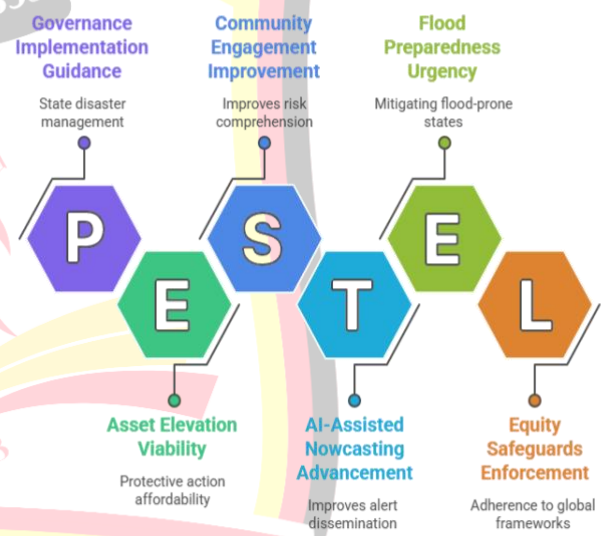 Governance
Implementation
Guidance
State disaster
management
Community
Engagement
Improvement
Improves risk
comprehension
Flood
Preparedness
Urgency
Mitigating flood-prone
states
P
E
S
T
E
L
Asset Elevation
Viability
Protective action
affordability
AI-Assisted
Nowcasting
Advancement
Improves alert
dissemination
Equity
Safeguards
Enforcement
Adherence to global
frameworks